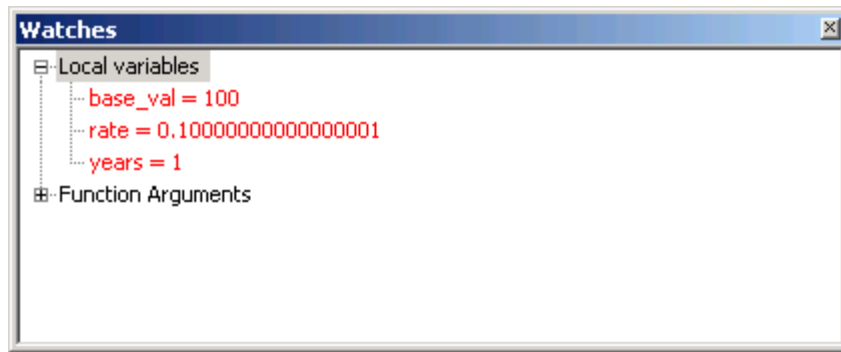 Watches
Local variables
base_val = 100
rate = 0.10000000000000001
years = 1
Function Arguments